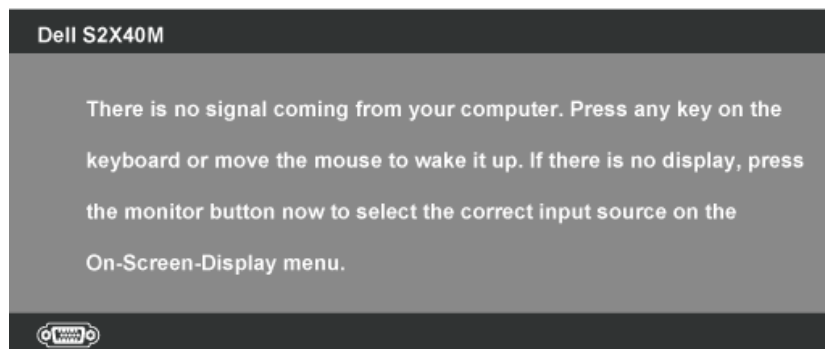 Dell S2X40M
There is no signal coming from your computer. Press any key on the
keyboard or move the mouse to wake it up. If there is no display, press
the monitor button now to select the correct input source on the
On-Screen-Display menu.